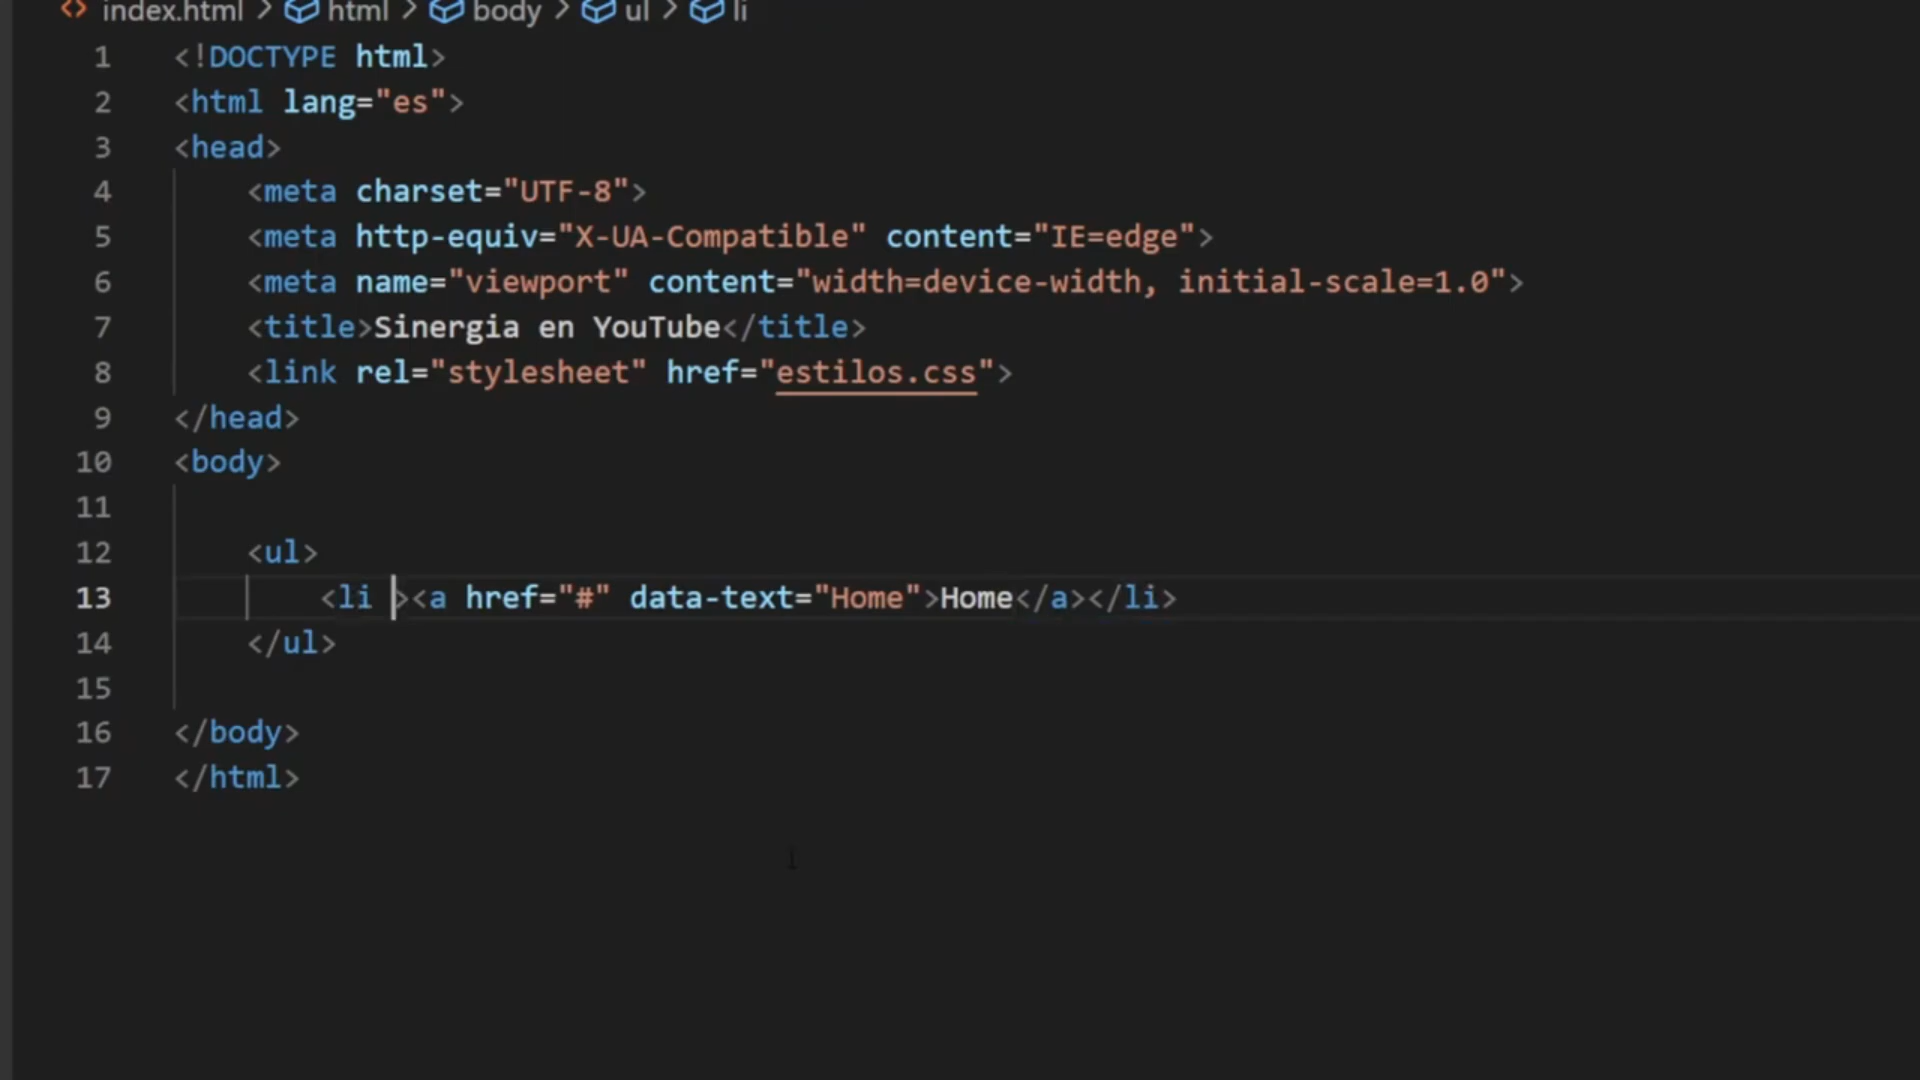 index.html > html > body > ul > li
1 <!DOCTYPE html>
2 <html lang="es">
3 <head>
4 <meta charset="UTF-8">
5 <meta http-equiv="X-UA-Compatible" content="IE=edge">
6 <meta name="viewport" content="width=device-width, initial-scale=1.0">
7 <title>Sinergia en YouTube</title>
8 <link rel="stylesheet" href="estilos.css">
9 </head>
10 <body>
11
12 <ul>
13 <li ><a href="#" data-text="Home">Home</a></li>
14 </ul>
15
16 </body>
17 </html>